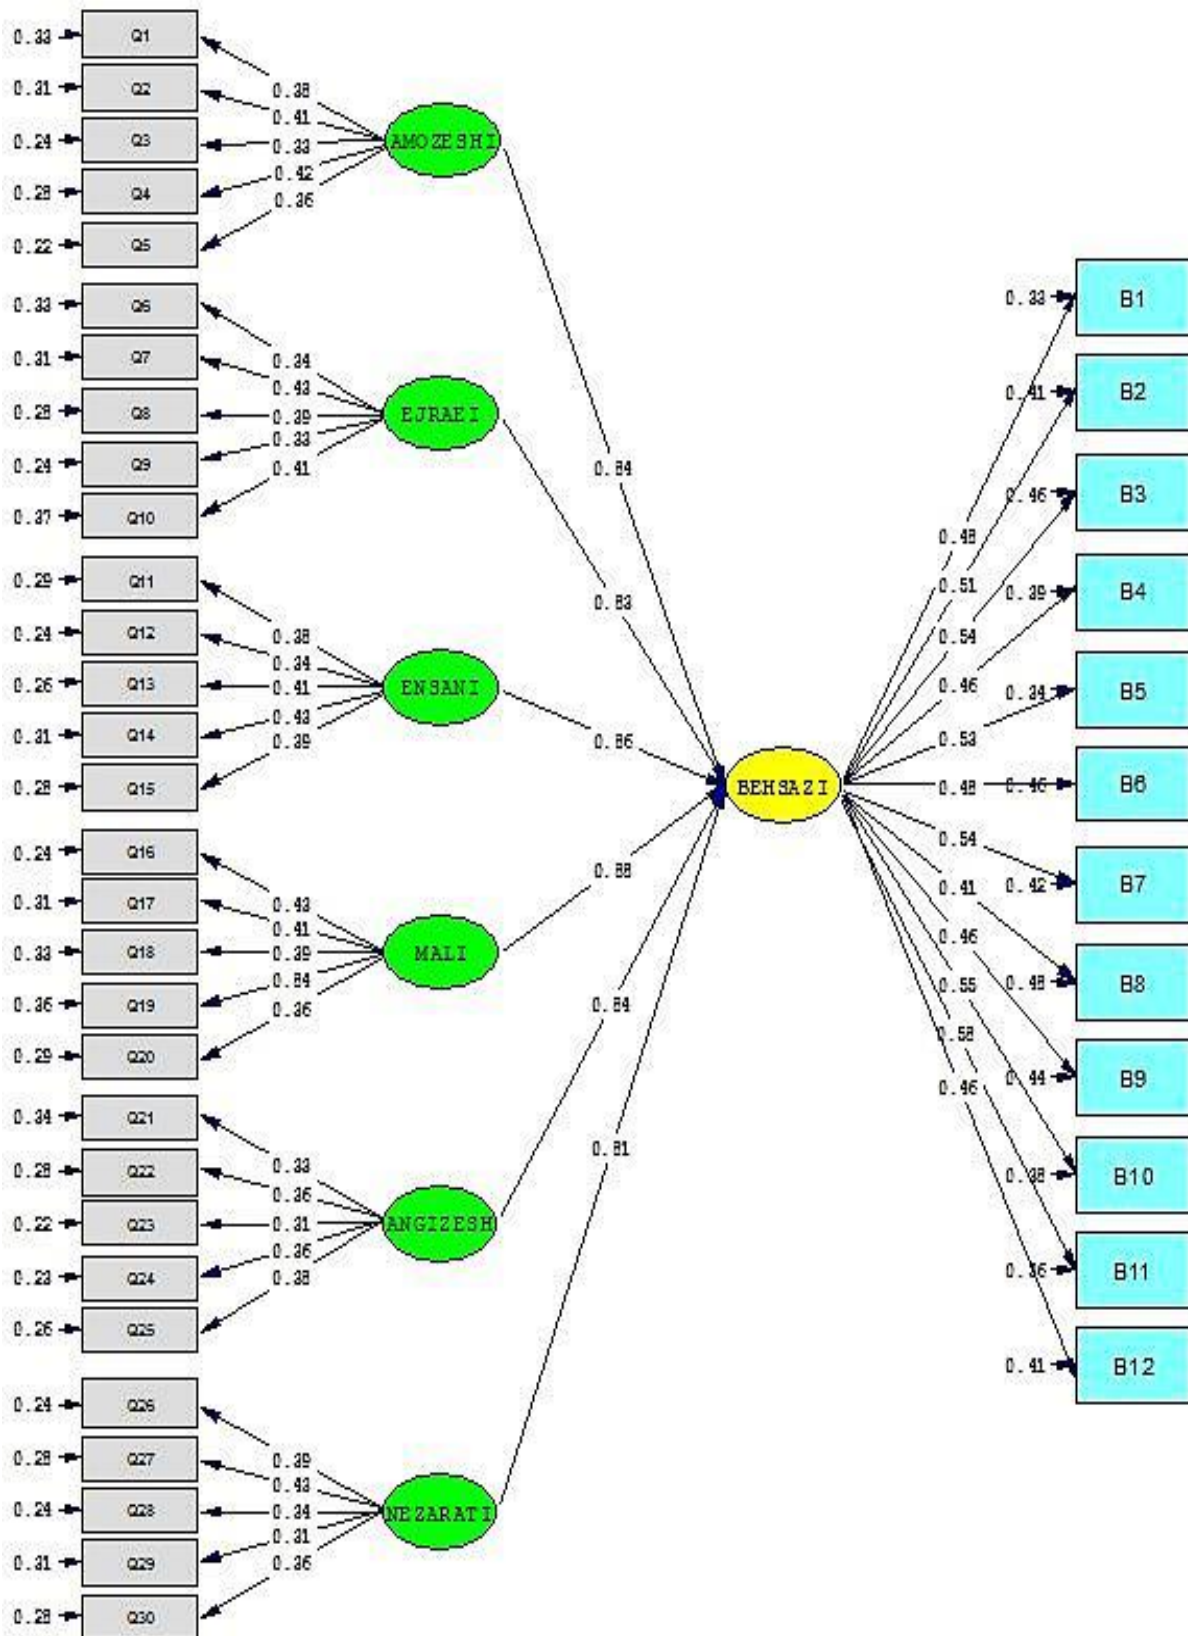 0.33 Q1
0.31 Q2
0.24 Q3
0.28 Q4
0.22 Q5
0.38
0.41
0.33
0.42
0.36
AMOZESHI
0.33 Q6
0.31 Q7
0.28 Q8
0.24 Q9
0.37 Q10
0.34
0.43
0.39
0.33
0.41
EJRAEI
0.29 Q11
0.24 Q12
0.26 Q13
0.31 Q14
0.28 Q15
0.38
0.34
0.41
0.43
0.39
ENSANI
0.24 Q16
0.31 Q17
0.33 Q18
0.36 Q19
0.29 Q20
0.43
0.41
0.39
0.84
0.36
MALI
0.34 Q21
0.28 Q22
0.22 Q23
0.23 Q24
0.26 Q25
0.33
0.36
0.31
0.36
0.38
ANGIZESH
0.24 Q26
0.28 Q27
0.24 Q28
0.31 Q29
0.28 Q30
0.39
0.43
0.34
0.31
0.36
NEZARATI
0.84
0.83
0.86
0.88
0.84
0.81
BEHSAZI
0.48
0.51
0.54
0.46
0.53
0.48
0.54
0.41
0.46
0.55
0.58
0.46
0.33 B1
0.41 B2
0.46 B3
0.39 B4
0.34 B5
0.46 B6
0.42 B7
0.48 B8
0.44 B9
0.38 B10
0.36 B11
0.41 B12